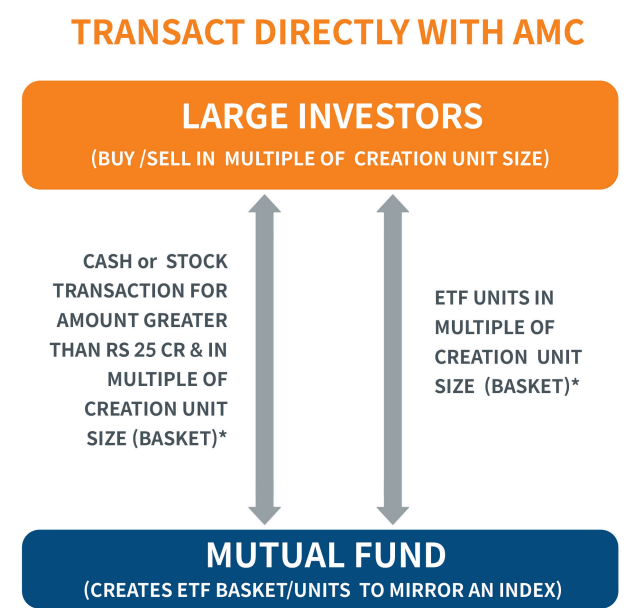 TRANSACT DIRECTLY WITH AMC
LARGE INVESTORS
(BUY /SELL IN MULTIPLE OF CREATION UNIT SIZE)
CASH or STOCK
TRANSACTION FOR
AMOUNT GREATER
THAN RS 25 CR & IN
MULTIPLE OF
CREATION UNIT
SIZE (BASKET)*
ETF UNITS IN
MULTIPLE OF
CREATION UNIT
SIZE (BASKET)*
MUTUAL FUND
(CREATES ETF BASKET/UNITS TO MIRROR AN INDEX)